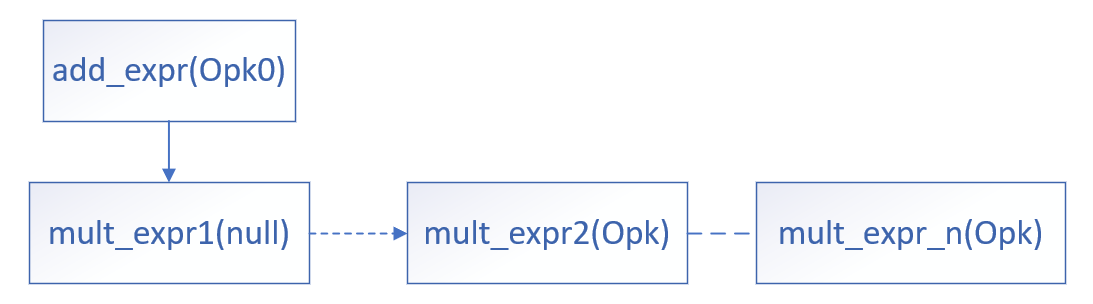 add_expr(Opk0)
mult_expr1(null)
mult_expr2(Opk)
mult_expr_n(Opk)